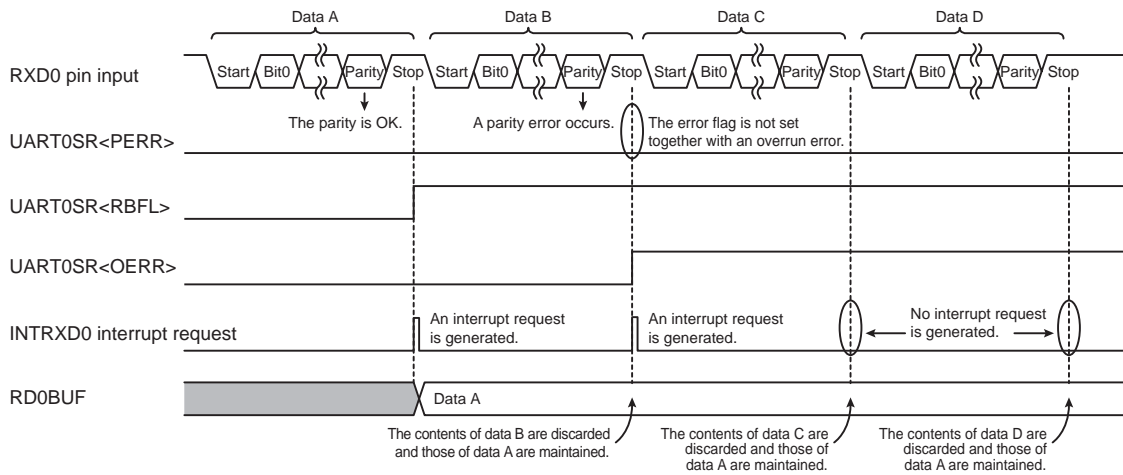 Data A
Data B
Data C
Data D
RXD0 pin input
Start Bit0 Parity Stop Start Bit0 Parity Stop Start Bit0 Parity Stop Start Bit0 Parity Stop
The parity is OK.
A parity error occurs.
The error flag is not set
together with an overrun error.
UART0SR<PERR>
UART0SR<RBFL>
UART0SR<OERR>
INTRXD0 interrupt request
An interrupt request
is generated.
An interrupt request
is generated.
No interrupt request
is generated.
RD0BUF
Data A
The contents of data B are discarded
and those of data A are maintained.
The contents of data C are
discarded and those of
data A are maintained.
The contents of data D are
discarded and those of
data A are maintained.